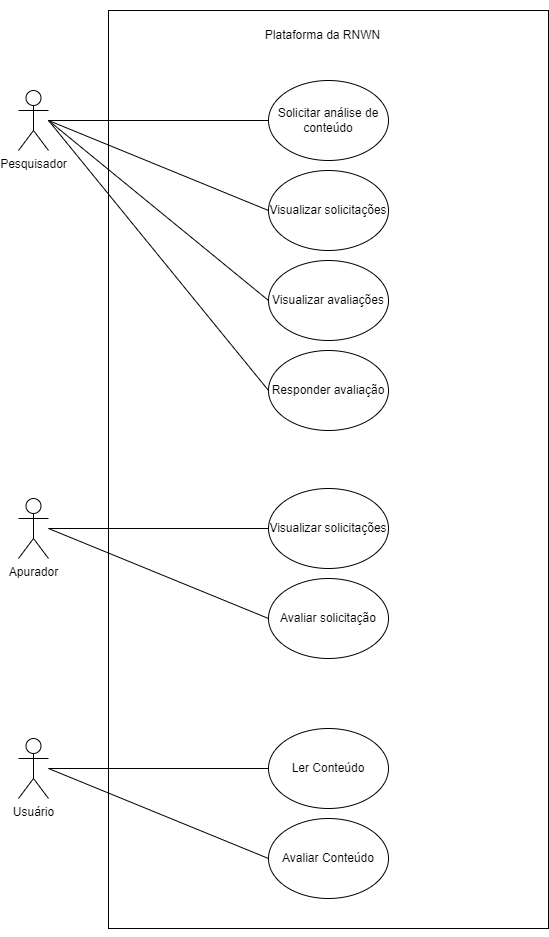 Plataforma da RNWN
Solicitar análise de
conteúdo
Pesquisador
Visualizar solicitações
Visualizar avaliações
Responder avaliação
Visualizar solicitações
Apurador
Avaliar solicitação
Ler Conteúdo
Usuário
Avaliar Conteúdo